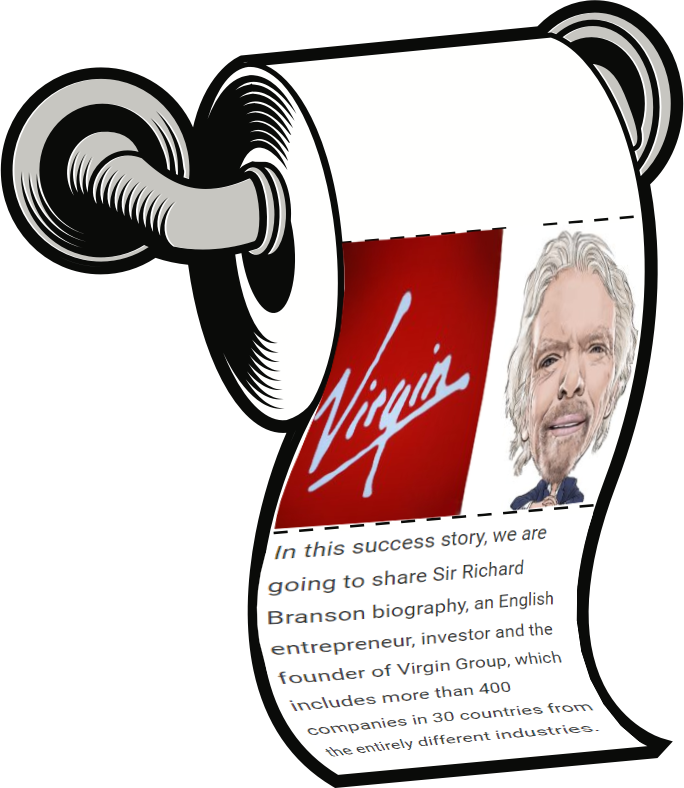 Virgin
In this success story, we are
going to share Sir Richard
Branson biography, an English
entrepreneur, investor and the
founder of Virgin Group, which
includes more than 400
companies in 30 countries from
the entirely different industries.